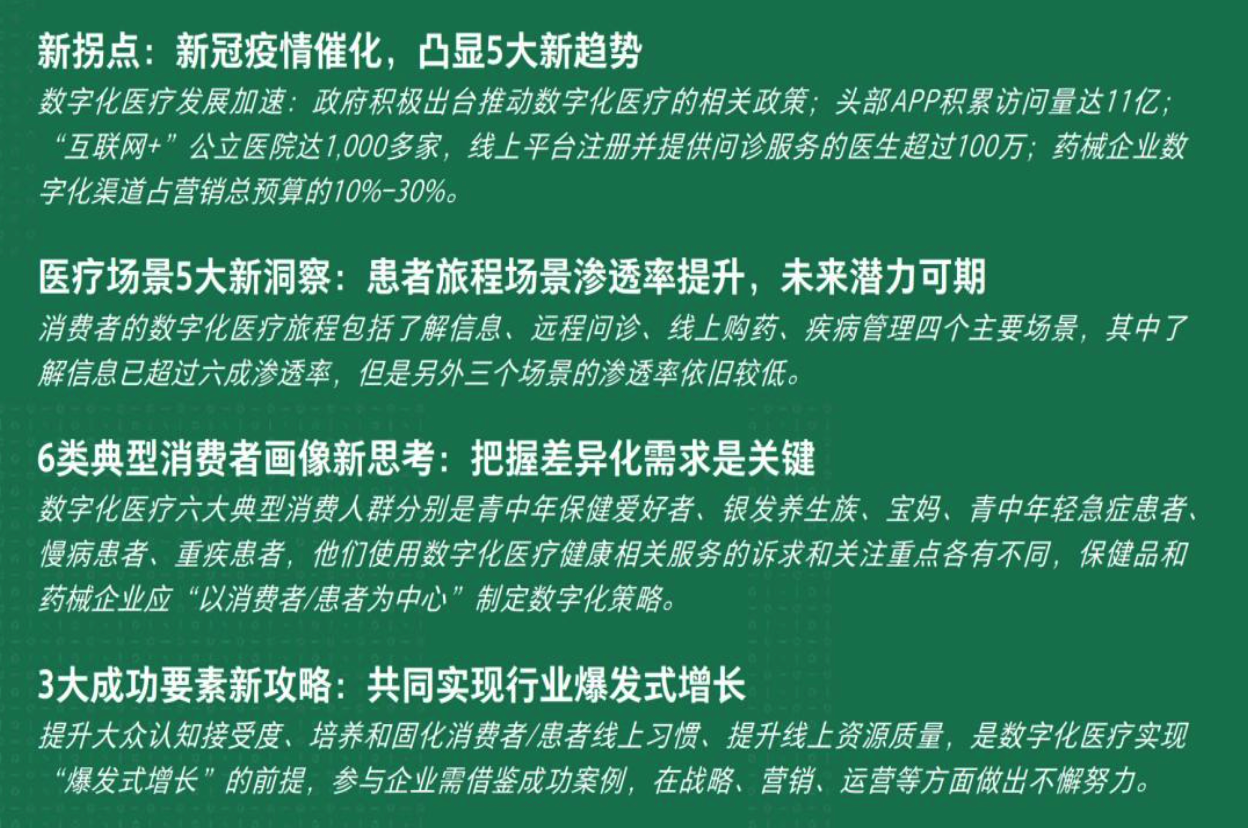 新拐点：新冠疫情催化，凸显5大新趋势
数字化医疗发展加速：政府积极出台推动数字化医疗的相关政策；头部APP积累访问量达11亿；
“互联网+”公立医院达1,000多家，线上平台注册并提供问诊服务的医生超过100万；药械企业数
字化渠道占营销总预算的10%-30%。
医疗场景5大新洞察：患者旅程场景渗透率提升，未来潜力可期
消费者的数字化医疗旅程包括了解信息、远程问诊、线上购药、疾病管理四个主要场景，其中了
解信息已超过六成渗透率，但是另外三个场景的渗透率依旧较低。
6类典型消费者画像新思考：把握差异化需求是关键
数字化医疗六大典型消费人群分别是青中年保健爱好者、银发养生族、宝妈、青中年轻急症患者、
慢病患者、重疾患者，他们使用数字化医疗健康相关服务的诉求和关注重点各有不同，保健品和
药械企业应“以消费者/患者为中心”制定数字化策略。
3大成功要素新攻略：共同实现行业爆发式增长
提升大众认知接受度、培养和固化消费者/患者线上习惯、提升线上资源质量，是数字化医疗实现
“爆发式增长”的前提，参与企业需借鉴成功案例，在战略、营销、运营等方面做出不懈努力。